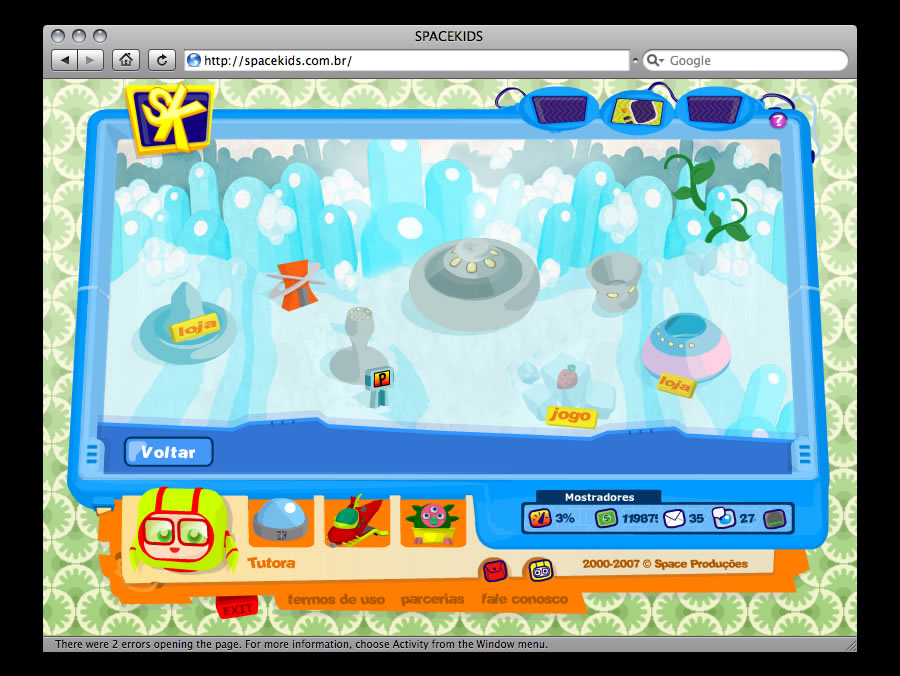 SPACEKIDS
http://spacekids.com.br/
Google
SK
?
loja
P
loja
jogo
Voltar
Mostradores
3% 119875 35 27
SK
Tutora
2000-2007 © Space Produções
termos de uso parcerias fale conosco
EXIT
There were 2 errors opening the page. For more information, choose Activity from the Window menu.